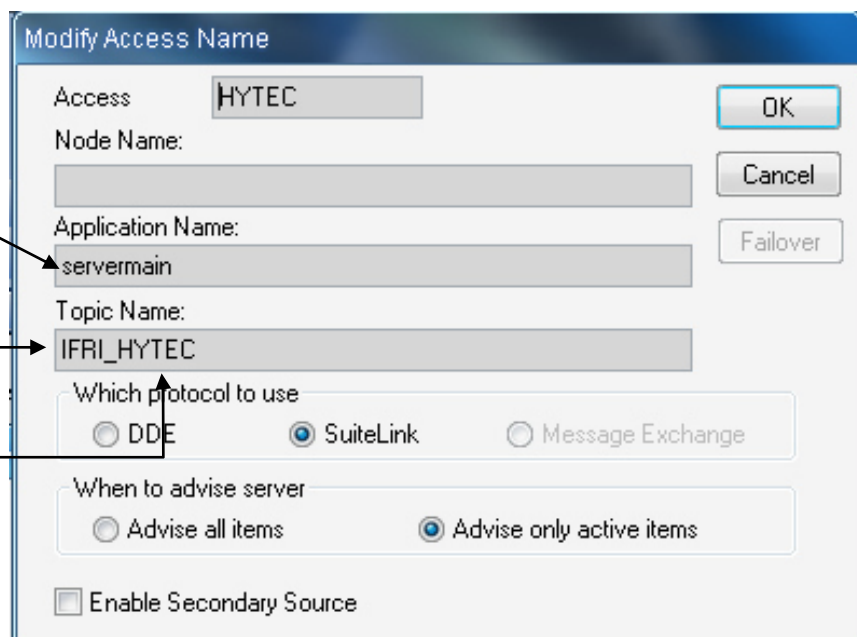 Modify Access Name
Access HYTEC
OK
Node Name:
Cancel
Application Name:
Failover
servermain
Topic Name:
IFRI_HYTEC
Which protocol to use
DDE SuiteLink Message Exchange
When to advise server
Advise all items Advise only active items
Enable Secondary Source